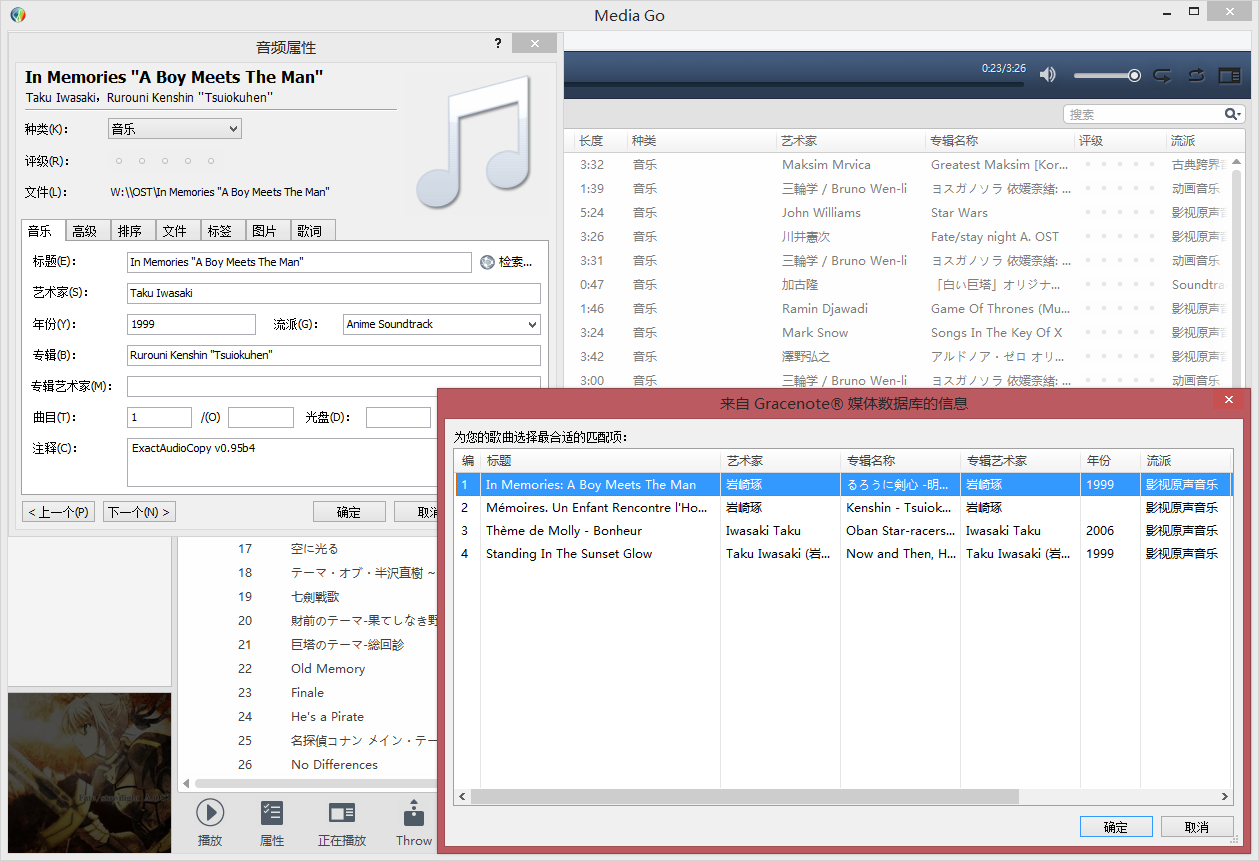 Media Go
音频属性
?
In Memories "A Boy Meets The Man"
Taku Iwasaki，Rurouni Kenshin "Tsuiokuhen"
种类(K)： 音乐
评级(R)：
文件(L)： W:\\OST\In Memories "A Boy Meets The Man"
音乐 高级 排序 文件 标签 图片 歌词
标题(E)： In Memories "A Boy Meets The Man" 检索...
艺术家(S)： Taku Iwasaki
年份(Y)： 1999 流派(G)： Anime Soundtrack
专辑(B)： Rurouni Kenshin "Tsuiokuhen"
专辑艺术家(M)：
曲目(T)： 1 /(O) 光盘(D)：
注释(C)： ExactAudioCopy v0.95b4
<上一个(P) 下一个(N)> 确定 取消
0:23/3:26
搜索
长度 种类 艺术家 专辑名称 评级 流派
3:32 音乐 Maksim Mrvica Greatest Maksim [Kor... 古典跨界音
1:39 音乐 三輪学 / Bruno Wen-li ヨスガノソラ 依媛奈緒: ... 动画音乐
5:24 音乐 John Williams Star Wars 影视原声音
3:26 音乐 川井憲次 Fate/stay night A. OST 影视原声音
3:31 音乐 三輪学 / Bruno Wen-li ヨスガノソラ 依媛奈緒: ... 动画音乐
0:47 音乐 加古隆 「白い巨塔」オリジナ... Soundtra
1:46 音乐 Ramin Djawadi Game Of Thrones (Mu... 影视原声音
3:24 音乐 Mark Snow Songs In The Key Of X 影视原声音
3:42 音乐 澤野弘之 アルドノア・ゼロ オリ... 影视原声音
3:00 音乐 三輪学 / Bruno Wen-li ヨスガノソラ 依媛奈緒: ... 动画音乐
来自 Gracenote® 媒体数据库的信息
为您的歌曲选择最合适的匹配项：
编 标题 艺术家 专辑名称 专辑艺术家 年份 流派
1 In Memories: A Boy Meets The Man 岩崎琢 るろうに剣心 -明... 岩崎琢 1999 影视原声音乐
2 Mémoires. Un Enfant Rencontre l'Ho... 岩崎琢 Kenshin - Tsuiok... 岩崎琢 影视原声音乐
3 Thème de Molly - Bonheur Iwasaki Taku Oban Star-racers... Iwasaki Taku 2006 影视原声音乐
4 Standing In The Sunset Glow Taku Iwasaki (岩... Now and Then, H... Taku Iwasaki (岩... 1999 影视原声音乐
确定 取消
17 空に光る
18 テーマ・オブ・半沢直樹 ~
19 七劍戰歌
20 財前のテーマ-果てしなき野
21 巨塔のテーマ-総回診
22 Old Memory
23 Finale
24 He's a Pirate
25 名探偵コナン メイン・テー
26 No Differences
播放 属性 正在播放 Throw